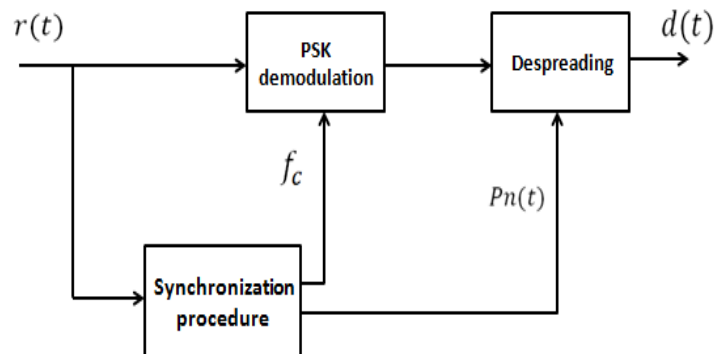 r(t)
PSK
demodulation
Despreading
d(t)
f_c
Pn(t)
Synchronization
procedure